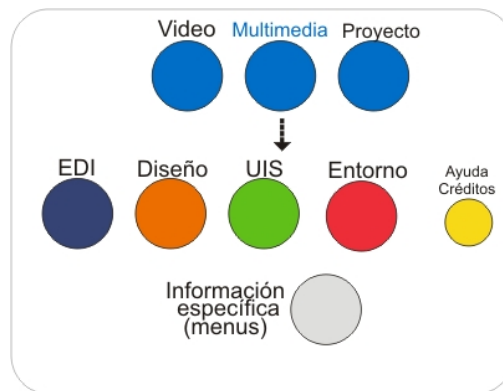 Video Multimedia Proyecto
EDI Diseño UIS Entorno Ayuda
Créditos
Información
específica
(menus)